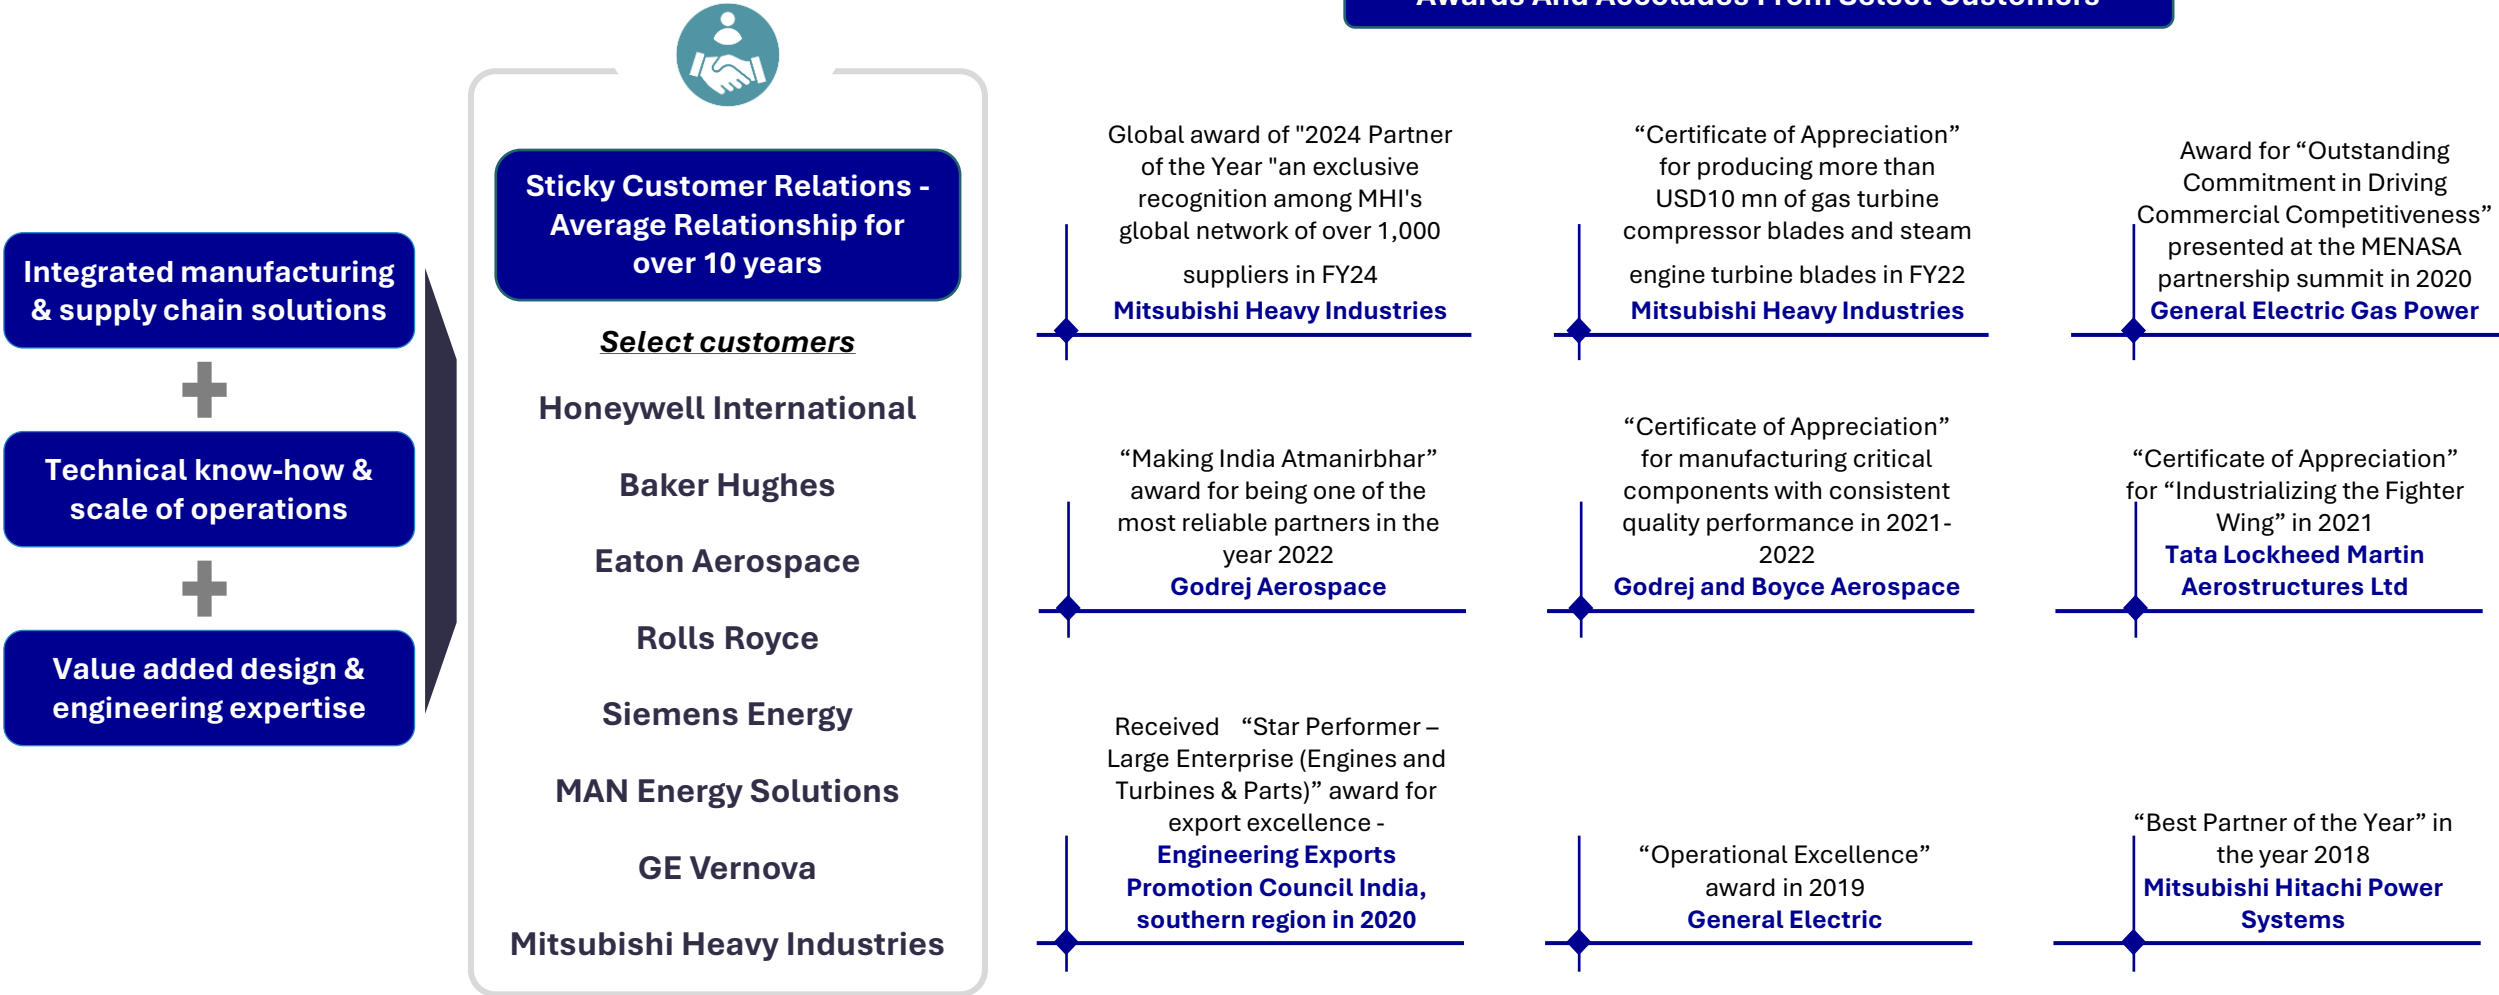 Awards And Accolades From Select Customers
Integrated manufacturing
& supply chain solutions
Technical know-how &
scale of operations
Value added design &
engineering expertise
Sticky Customer Relations -
Average Relationship for
over 10 years
Select customers
Honeywell International
Baker Hughes
Eaton Aerospace
Rolls Royce
Siemens Energy
MAN Energy Solutions
GE Vernova
Mitsubishi Heavy Industries
Global award of "2024 Partner
of the Year "an exclusive
recognition among MHI's
global network of over 1,000
suppliers in FY24
Mitsubishi Heavy Industries
“Certificate of Appreciation”
for producing more than
USD10 mn of gas turbine
compressor blades and steam
engine turbine blades in FY22
Mitsubishi Heavy Industries
Award for “Outstanding
Commitment in Driving
Commercial Competitiveness”
presented at the MENASA
partnership summit in 2020
General Electric Gas Power
“Making India Atmanirbhar”
award for being one of the
most reliable partners in the
year 2022
Godrej Aerospace
“Certificate of Appreciation”
for manufacturing critical
components with consistent
quality performance in 2021-
2022
Godrej and Boyce Aerospace
“Certificate of Appreciation”
for “Industrializing the Fighter
Wing” in 2021
Tata Lockheed Martin
Aerostructures Ltd
Received “Star Performer –
Large Enterprise (Engines and
Turbines & Parts)” award for
export excellence -
Engineering Exports
Promotion Council India,
southern region in 2020
“Operational Excellence”
award in 2019
General Electric
“Best Partner of the Year” in
the year 2018
Mitsubishi Hitachi Power
Systems